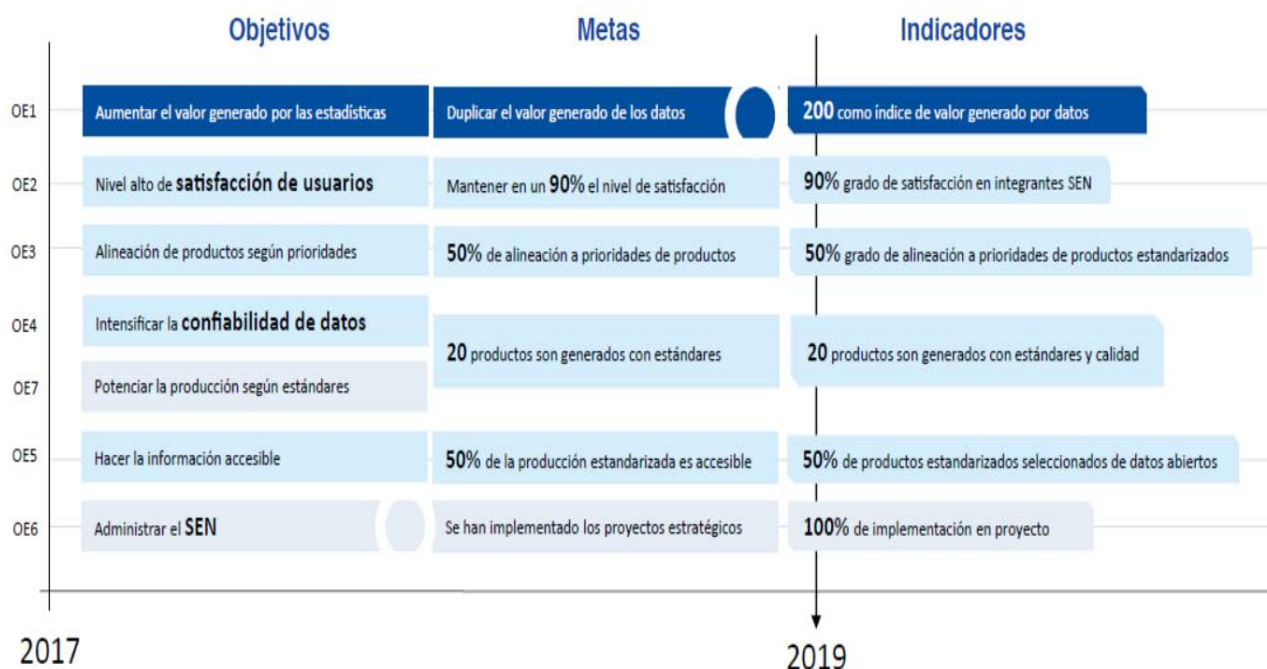 Objetivos Metas Indicadores
OE1 Aumentar el valor generado por las estadísticas Duplicar el valor generado de los datos 200 como índice de valor generado por datos
OE2 Nivel alto de satisfacción de usuarios Mantener en un 90% el nivel de satisfacción 90% grado de satisfacción en integrantes SEN
OE3 Alineación de productos según prioridades 50% de alineación a prioridades de productos 50% grado de alineación a prioridades de productos estandarizados
OE4 Intensificar la confiabilidad de datos
20 productos son generados con estándares 20 productos son generados con estándares y calidad
OE7 Potenciar la producción según estándares
OE5 Hacer la información accesible 50% de la producción estandarizada es accesible 50% de productos estandarizados seleccionados de datos abiertos
OE6 Administrar el SEN Se han implementado los proyectos estratégicos 100% de implementación en proyecto
2017 2019